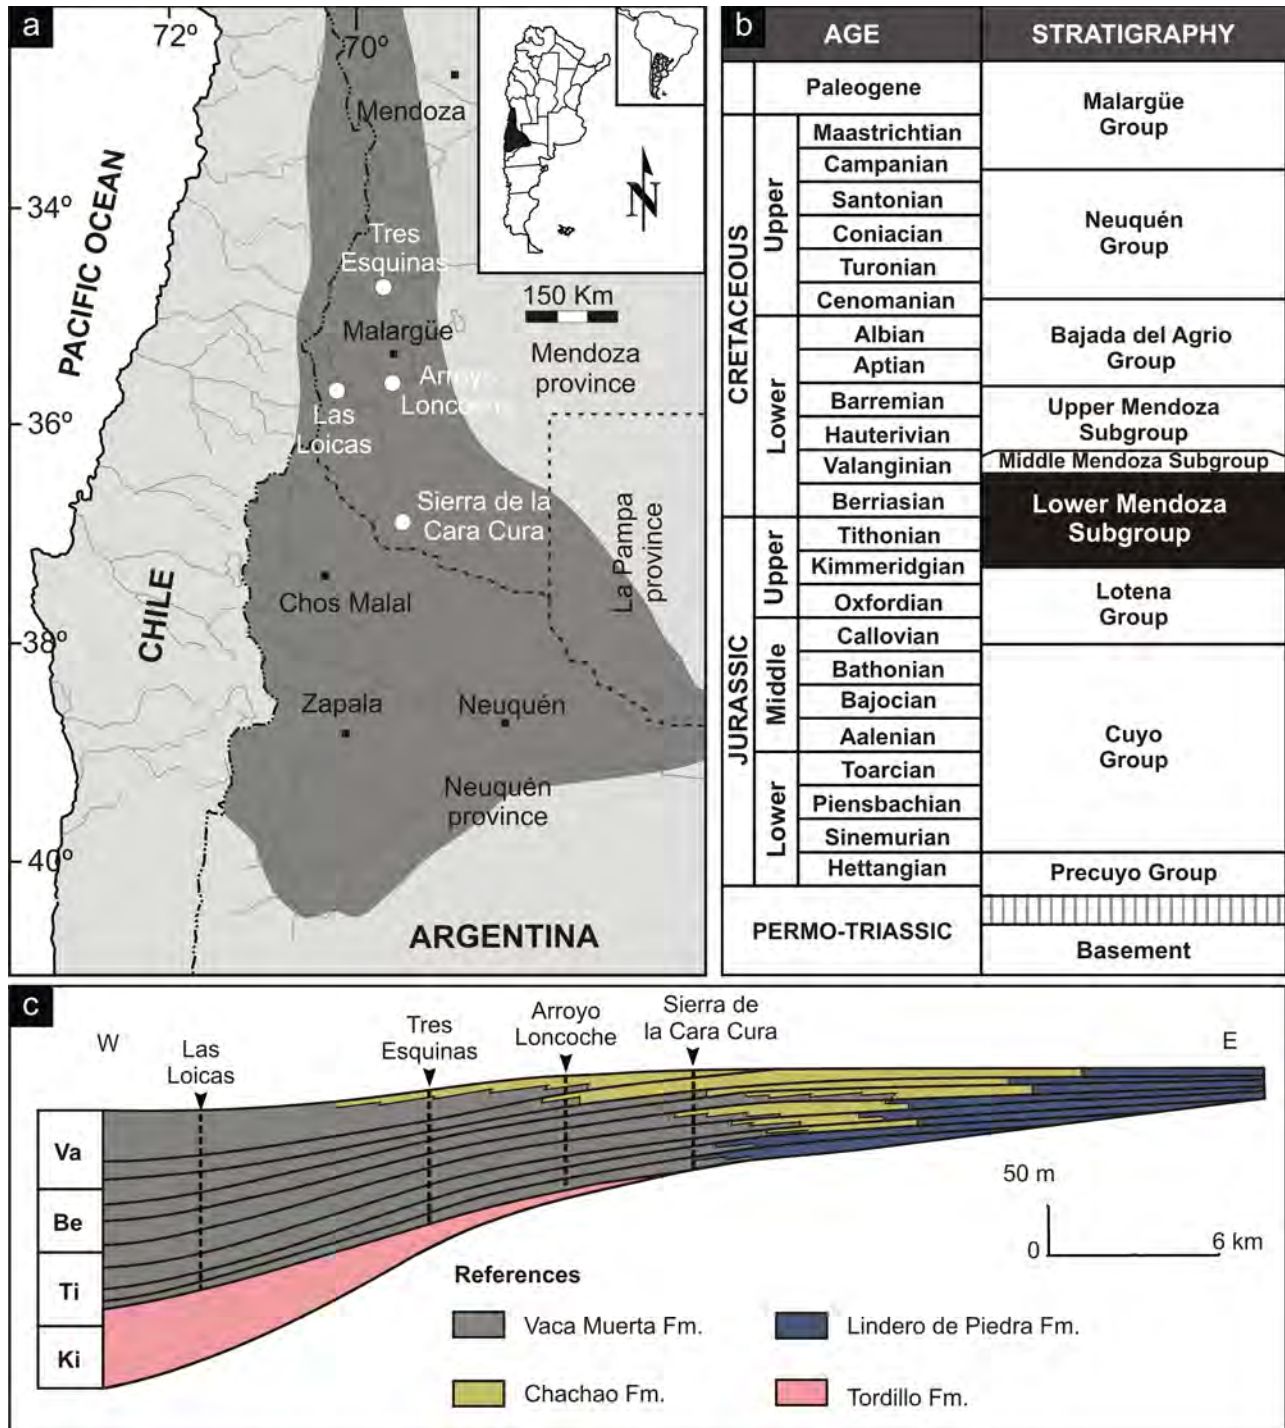 a
72º
70º
Mendoza
34º
PACIFIC OCEAN
Tres
Esquinas
N
150 Km
Malargüe
Mendoza
province
Arroyo
Las
Loicas
36º
Sierra de la
Cara Cura
La Pampa
province
CHILE
Chos Malal
38º
Zapala
Neuquén
Neuquén
province
40º
ARGENTINA
b
AGE
STRATIGRAPHY
Paleogene
Malargüe
Group
CRETACEOUS
Upper
Maastrichtian
Campanian
Santonian
Coniacian
Turonian
Cenomanian
Neuquén
Group
Lower
Albian
Aptian
Barremian
Hauterivian
Valanginian
Berriasian
Bajada del Agrio
Group
Upper Mendoza
Subgroup
Middle Mendoza Subgroup
Lower Mendoza
Subgroup
JURASSIC
Upper
Tithonian
Kimmeridgian
Oxfordian
Lotena
Group
Middle
Callovian
Bathonian
Bajocian
Aalenian
Cuyo
Group
Lower
Toarcian
Piensbachian
Sinemurian
Hettangian
Precuyo Group
PERMO-TRIASSIC
Basement
c
W
Las
Loicas
Tres
Esquinas
Arroyo
Loncoche
Sierra de
la Cara Cura
E
Va
Be
Ti
Ki
50 m
0
6 km
References
Vaca Muerta Fm.
Lindero de Piedra Fm.
Chachao Fm.
Tordillo Fm.